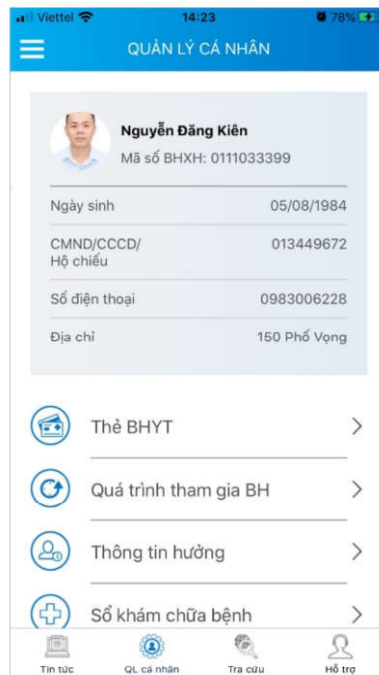 Viettel 14:23 78%
QUẢN LÝ CÁ NHÂN
Nguyễn Đăng Kiên
Mã số BHXH: 0111033399
Ngày sinh 05/08/1984
CMND/CCCD/ 013449672
Hộ chiếu
Số điện thoại 0983006228
Địa chỉ 150 Phố Vọng
Thẻ BHYT
Quá trình tham gia BH
Thông tin hưởng
Sổ khám chữa bệnh
Tin tức QL cá nhân Tra cứu Hỗ trợ